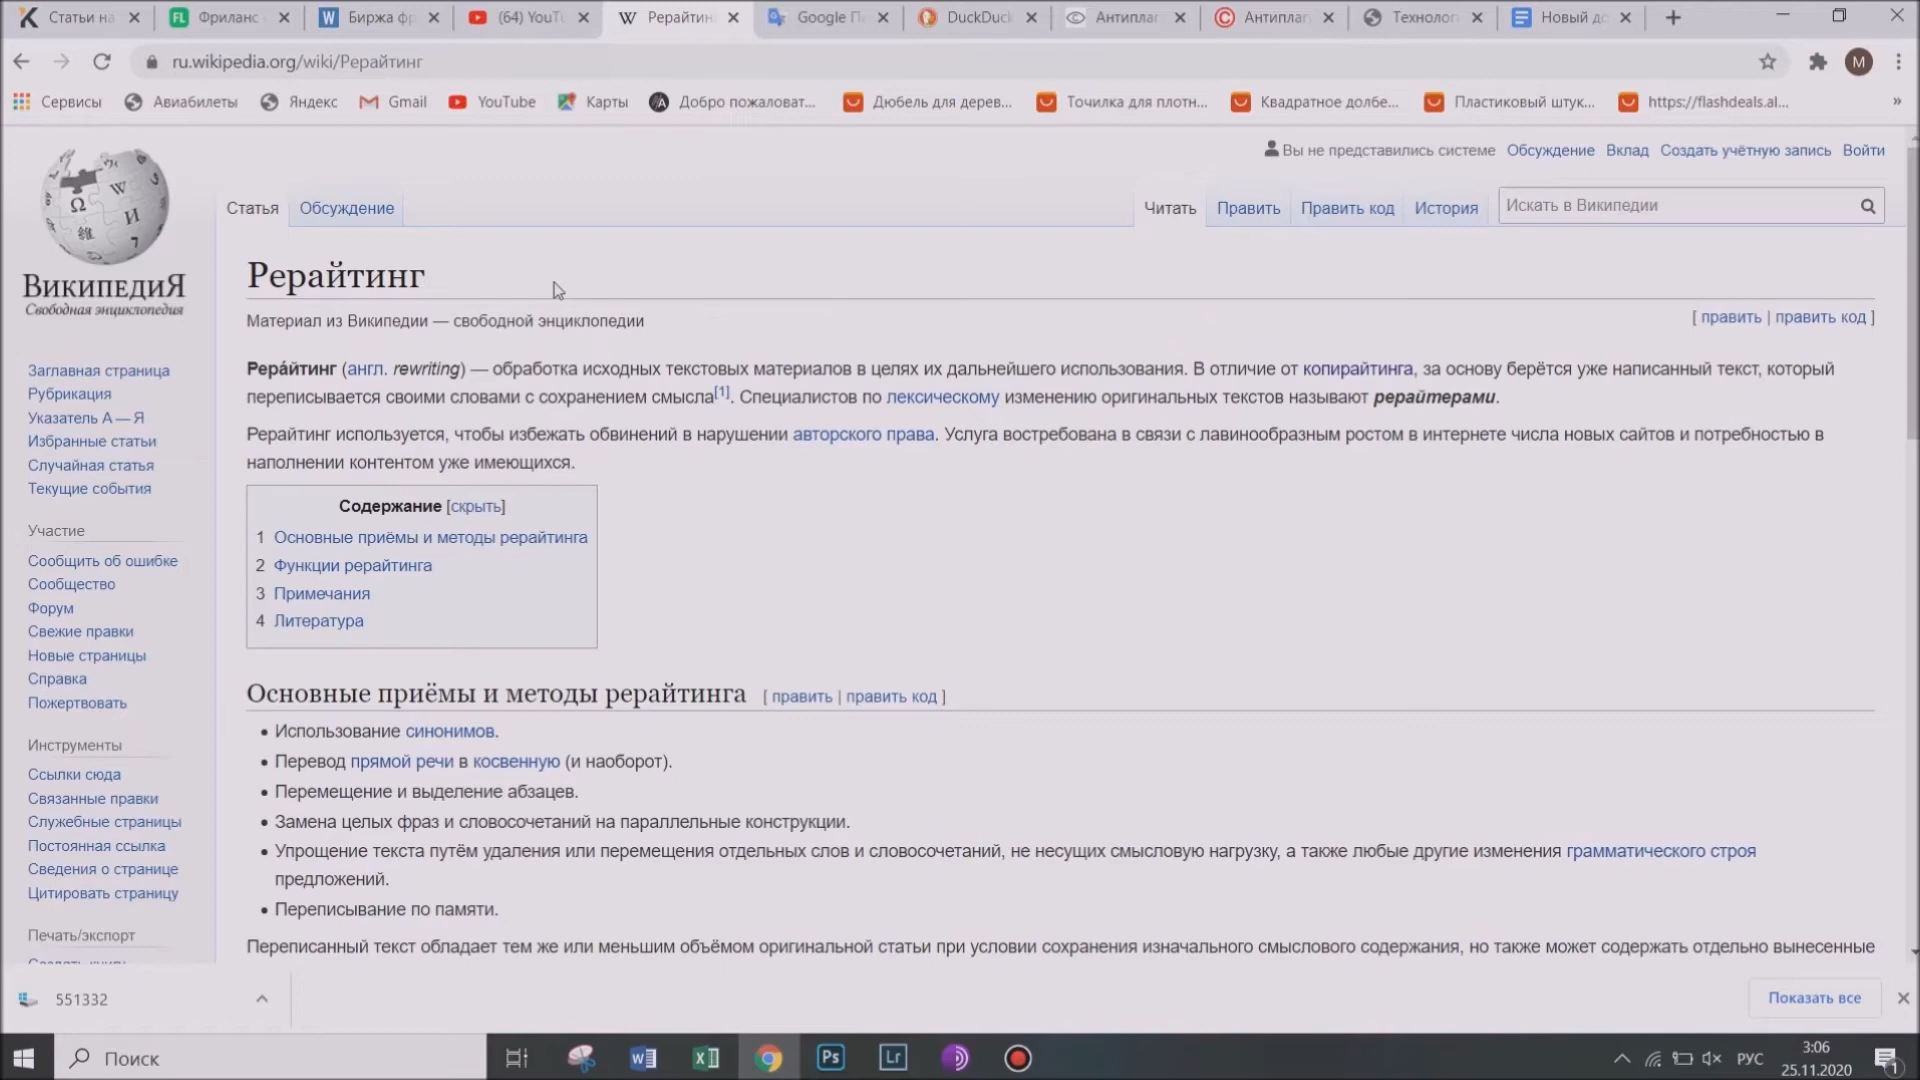 Статьи на
Фриланс
Биржа фр
(64) YouTu
Рерайтинг
Google П
DuckDuc
Антиплаг
Антиплаг
Технолог
Новый до
ru.wikipedia.org/wiki/Рерайтинг
M
Сервисы
Авиабилеты
Яндекс
Gmail
YouTube
Карты
Добро пожаловат...
Дюбель для дерев...
Точилка для плотн...
Квадратное долбе...
Пластиковый штук...
https://flashdeals.al...
»
Вы не представились системе Обсуждение Вклад Создать учётную запись Войти
Статья Обсуждение Читать Править Править код История Искать в Википедии
ВикипедиЯ
Свободная энциклопедия
Заглавная страница
Рубрикация
Указатель А — Я
Избранные статьи
Случайная статья
Текущие события
Участие
Сообщить об ошибке
Сообщество
Форум
Свежие правки
Новые страницы
Справка
Пожертвовать
Инструменты
Ссылки сюда
Связанные правки
Служебные страницы
Постоянная ссылка
Сведения о странице
Цитировать страницу
Печать/экспорт
Рерайтинг
Материал из Википедии — свободной энциклопедии
[ править | править код ]
Рера́йтинг (англ. rewriting) — обработка исходных текстовых материалов в целях их дальнейшего использования. В отличие от копирайтинга, за основу берётся уже написанный текст, который
переписывается своими словами с сохранением смысла[1]. Специалистов по лексическому изменению оригинальных текстов называют рерайтерами.
Рерайтинг используется, чтобы избежать обвинений в нарушении авторского права. Услуга востребована в связи с лавинообразным ростом в интернете числа новых сайтов и потребностью в
наполнении контентом уже имеющихся.
Содержание [скрыть]
1 Основные приёмы и методы рерайтинга
2 Функции рерайтинга
3 Примечания
4 Литература
Основные приёмы и методы рерайтинга [ править | править код ]
• Использование синонимов.
• Перевод прямой речи в косвенную (и наоборот).
• Перемещение и выделение абзацев.
• Замена целых фраз и словосочетаний на параллельные конструкции.
• Упрощение текста путём удаления или перемещения отдельных слов и словосочетаний, не несущих смысловую нагрузку, а также любые другие изменения грамматического строя
предложений.
• Переписывание по памяти.
Переписанный текст обладает тем же или меньшим объёмом оригинальной статьи при условии сохранения изначального смыслового содержания, но также может содержать отдельно вынесенные
551332
Показать все
Поиск
Ps
Lr
РУС
3:06
25.11.2020
1